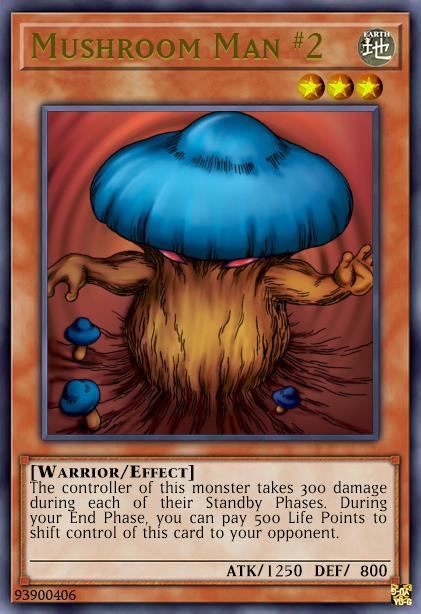 MUSHROOM MAN #2
EARTH
地
[WARRIOR/EFFECT]
The controller of this monster takes 300 damage
during each of their Standby Phases. During
your End Phase, you can pay 500 Life Points to
shift control of this card to your opponent.
ATK/1250 DEF/ 800
93900406